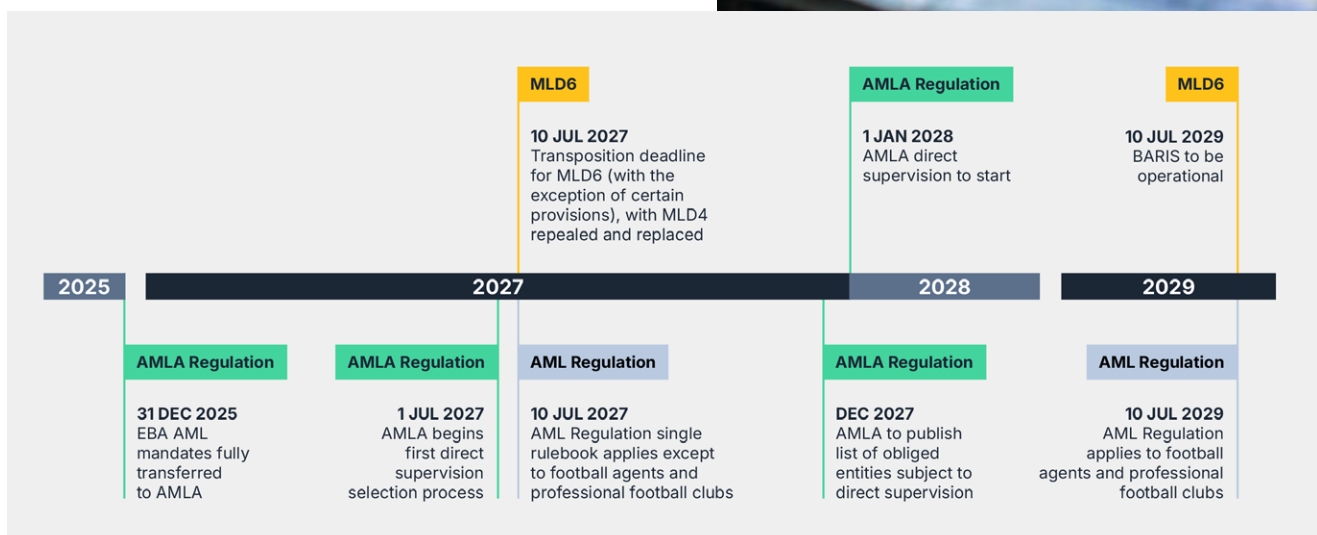 MLD6
10 JUL 2027
Transposition deadline
for MLD6 (with the
exception of certain
provisions), with MLD4
repealed and replaced
AMLA Regulation
1 JAN 2028
AMLA direct
supervision to start
MLD6
10 JUL 2029
BARIS to be
operational
2025
2027
2028
2029
AMLA Regulation
31 DEC 2025
EBA AML
mandates fully
transferred
to AMLA
AMLA Regulation
1 JUL 2027
AMLA begins
first direct
supervision
selection process
AML Regulation
10 JUL 2027
AML Regulation single
rulebook applies except
to football agents and
professional football clubs
AMLA Regulation
DEC 2027
AMLA to publish
list of obliged
entities subject to
direct supervision
AML Regulation
10 JUL 2029
AML Regulation
applies to football
agents and professional
football clubs